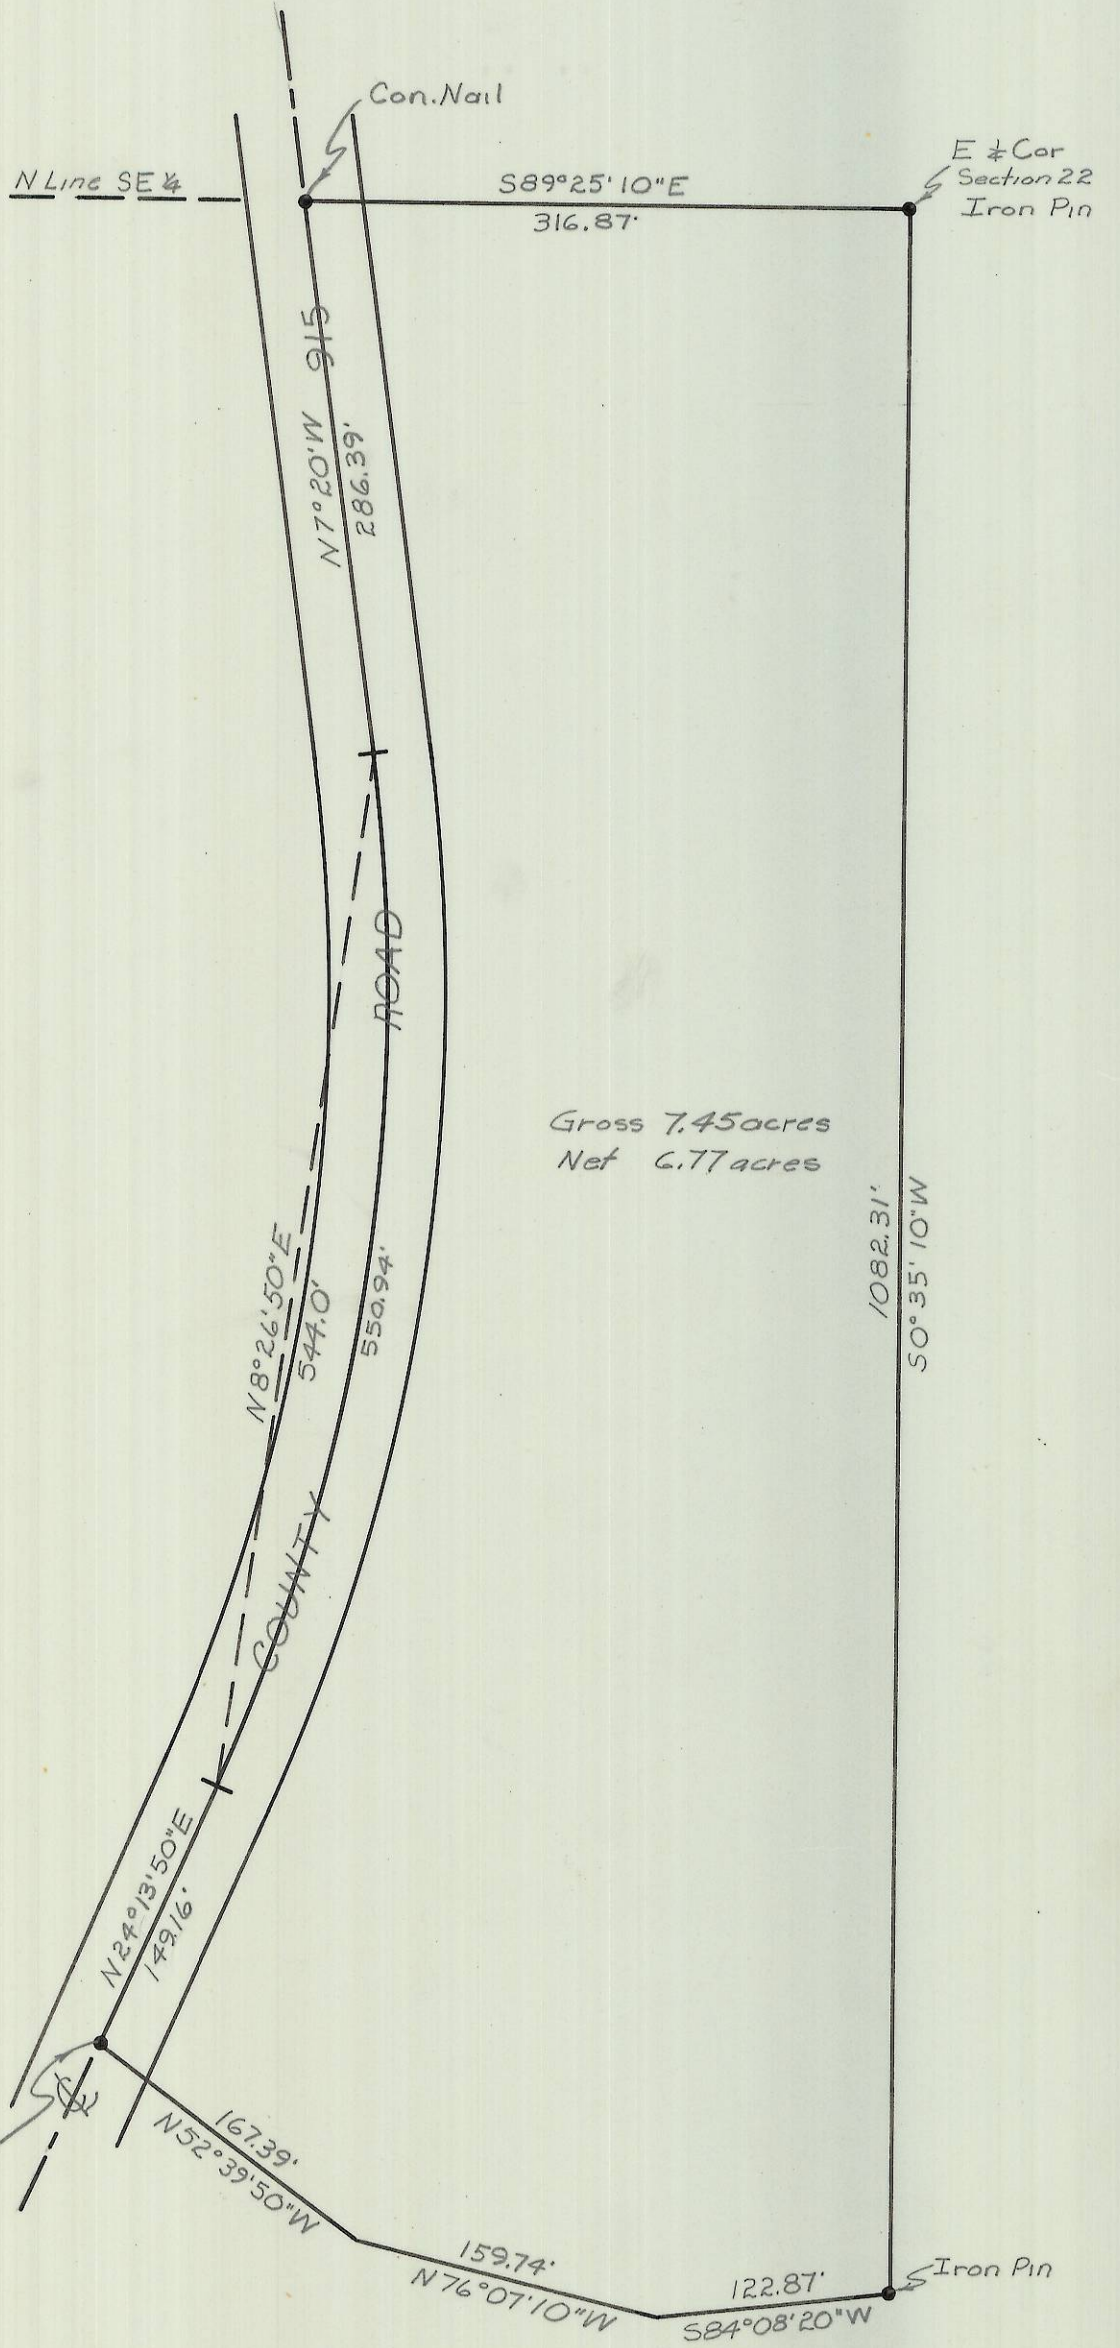 Con. Nail
E ¼ Cor
Section 22
Iron Pin
N Line SE ¼
S89°25'10"E
316.87'
N7°20'W 915
286.39'
ROAD
Gross 7.45 acres
Net 6.77 acres
1082.31'
S0°35'10"W
N8°26'50"E
544.0'
550.94'
COUNTY
N24°13'50"E
149.16'
℄
167.39'
N52°39'50"W
159.74'
N76°07'10"W
122.87'
S84°08'20"W
Iron Pin